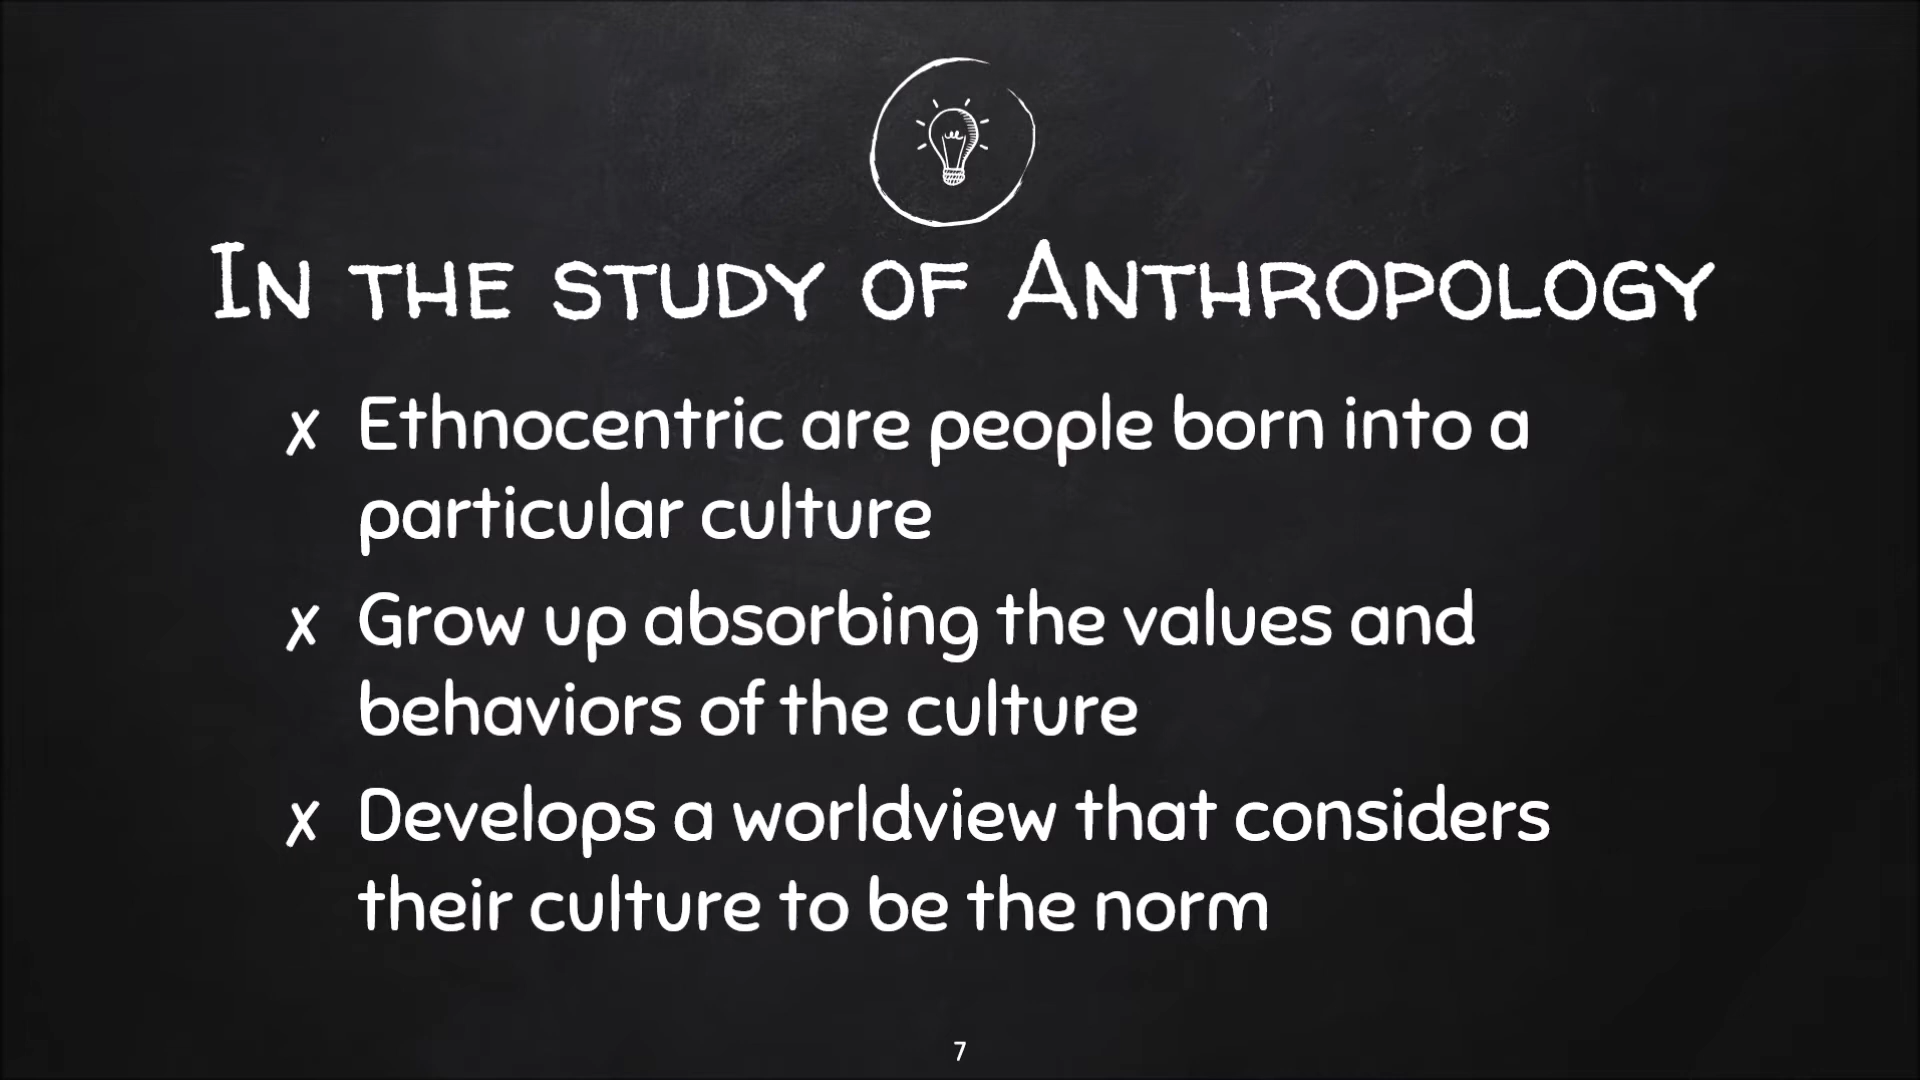 In the study of Anthropology
✗ Ethnocentric are people born into a
particular culture
✗ Grow up absorbing the values and
behaviors of the culture
✗ Develops a worldview that considers
their culture to be the norm
7